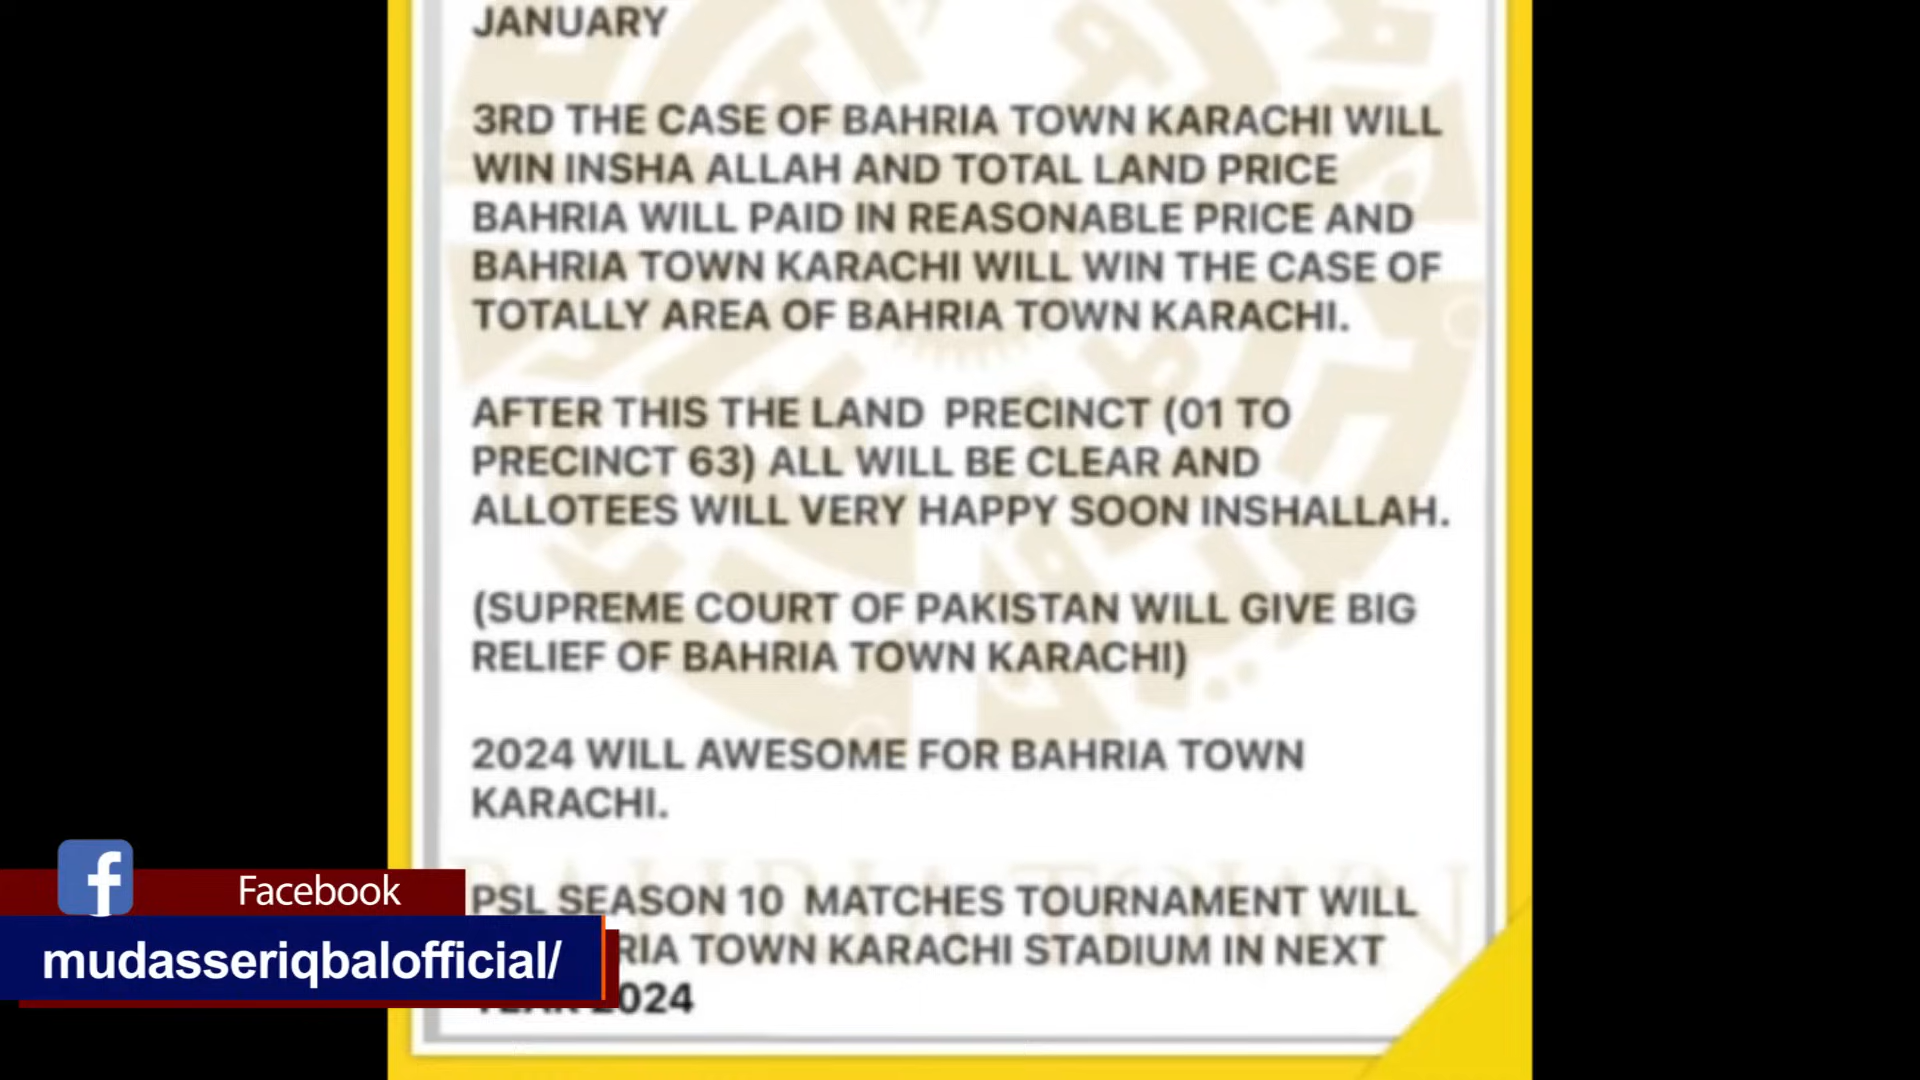 JANUARY
3RD THE CASE OF BAHRIA TOWN KARACHI WILL
WIN INSHA ALLAH AND TOTAL LAND PRICE
BAHRIA WILL PAID IN REASONABLE PRICE AND
BAHRIA TOWN KARACHI WILL WIN THE CASE OF
TOTALLY AREA OF BAHRIA TOWN KARACHI.
AFTER THIS THE LAND PRECINCT (01 TO
PRECINCT 63) ALL WILL BE CLEAR AND
ALLOTEES WILL VERY HAPPY SOON INSHALLAH.
(SUPREME COURT OF PAKISTAN WILL GIVE BIG
RELIEF OF BAHRIA TOWN KARACHI)
2024 WILL AWESOME FOR BAHRIA TOWN
KARACHI.
PSL SEASON 10 MATCHES TOURNAMENT WILL
RIA TOWN KARACHI STADIUM IN NEXT
YEAR 2024
BAHRIA TOWN
Facebook
mudasseriqbalofficial/